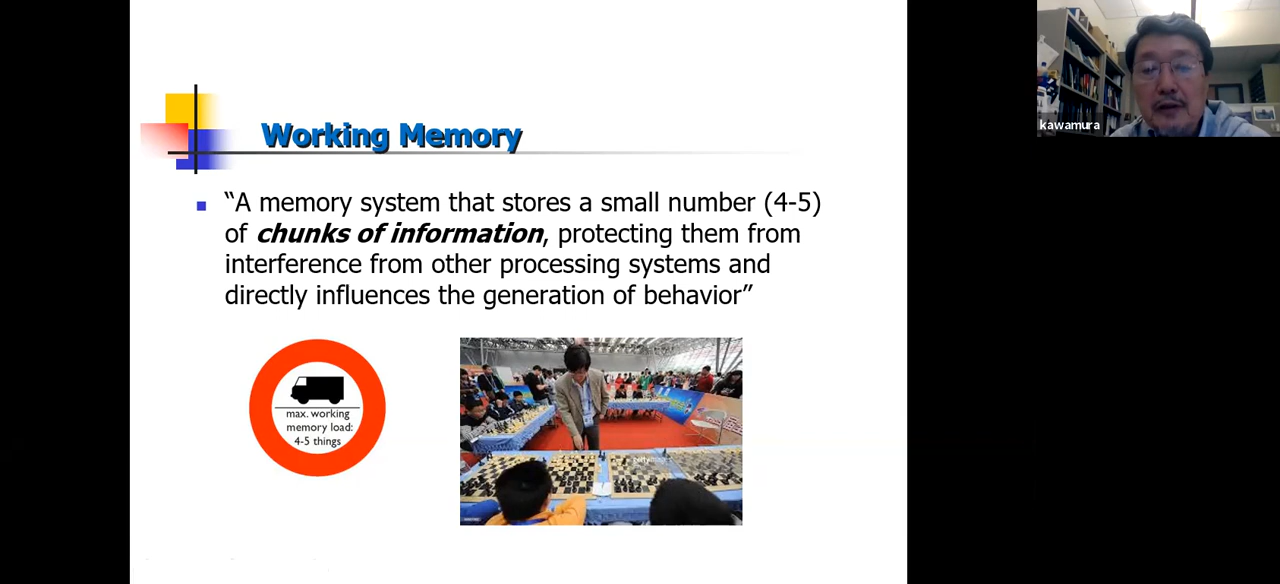 Working Memory
“A memory system that stores a small number (4-5)
of chunks of information, protecting them from
interference from other processing systems and
directly influences the generation of behavior”
max. working
memory load:
4-5 things
kawamura